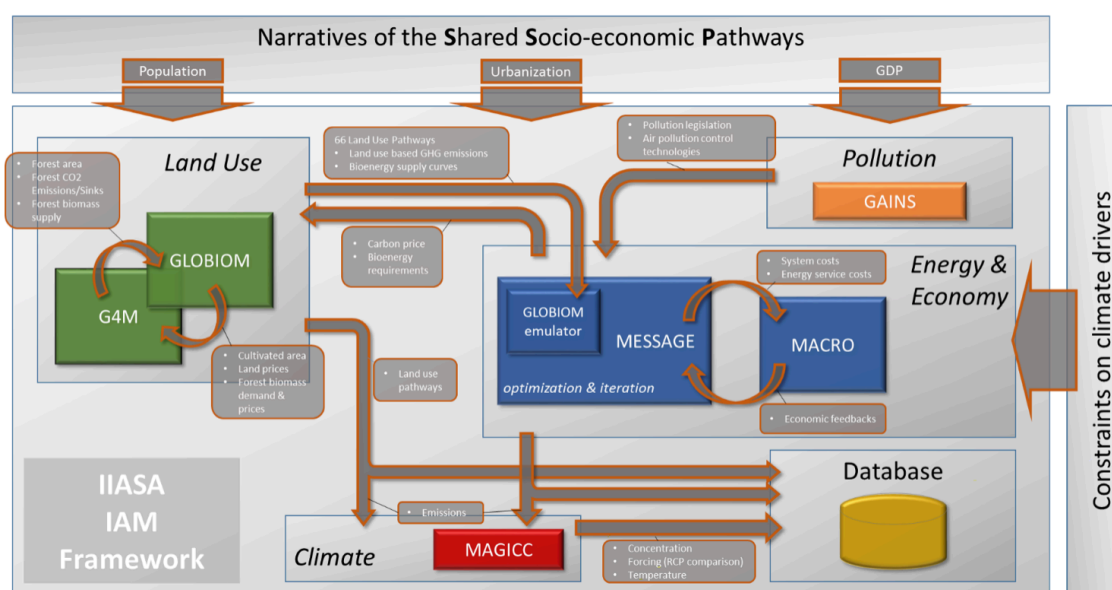 Narratives of the Shared Socio-economic Pathways
Population
Urbanization
GDP
Land Use
• Forest area
• Forest CO2
Emissions/Sinks
• Forest biomass
supply
GLOBIOM
G4M
• Cultivated area
• Land prices
• Forest biomass
demand &
prices
66 Land Use Pathways
• Land use based GHG emissions
• Bioenergy supply curves
• Carbon price
• Bioenergy
requirements
• Pollution legislation
• Air pollution control
technologies
Pollution
GAINS
Energy &
Economy
• System costs
• Energy service costs
GLOBIOM
emulator
MESSAGE
optimization & iteration
MACRO
• Economic feedbacks
• Land use
pathways
• Emissions
Climate
MAGICC
• Concentration
• Forcing (RCP comparison)
• Temperature
Database
IIASA
IAM
Framework
Constraints on climate drivers